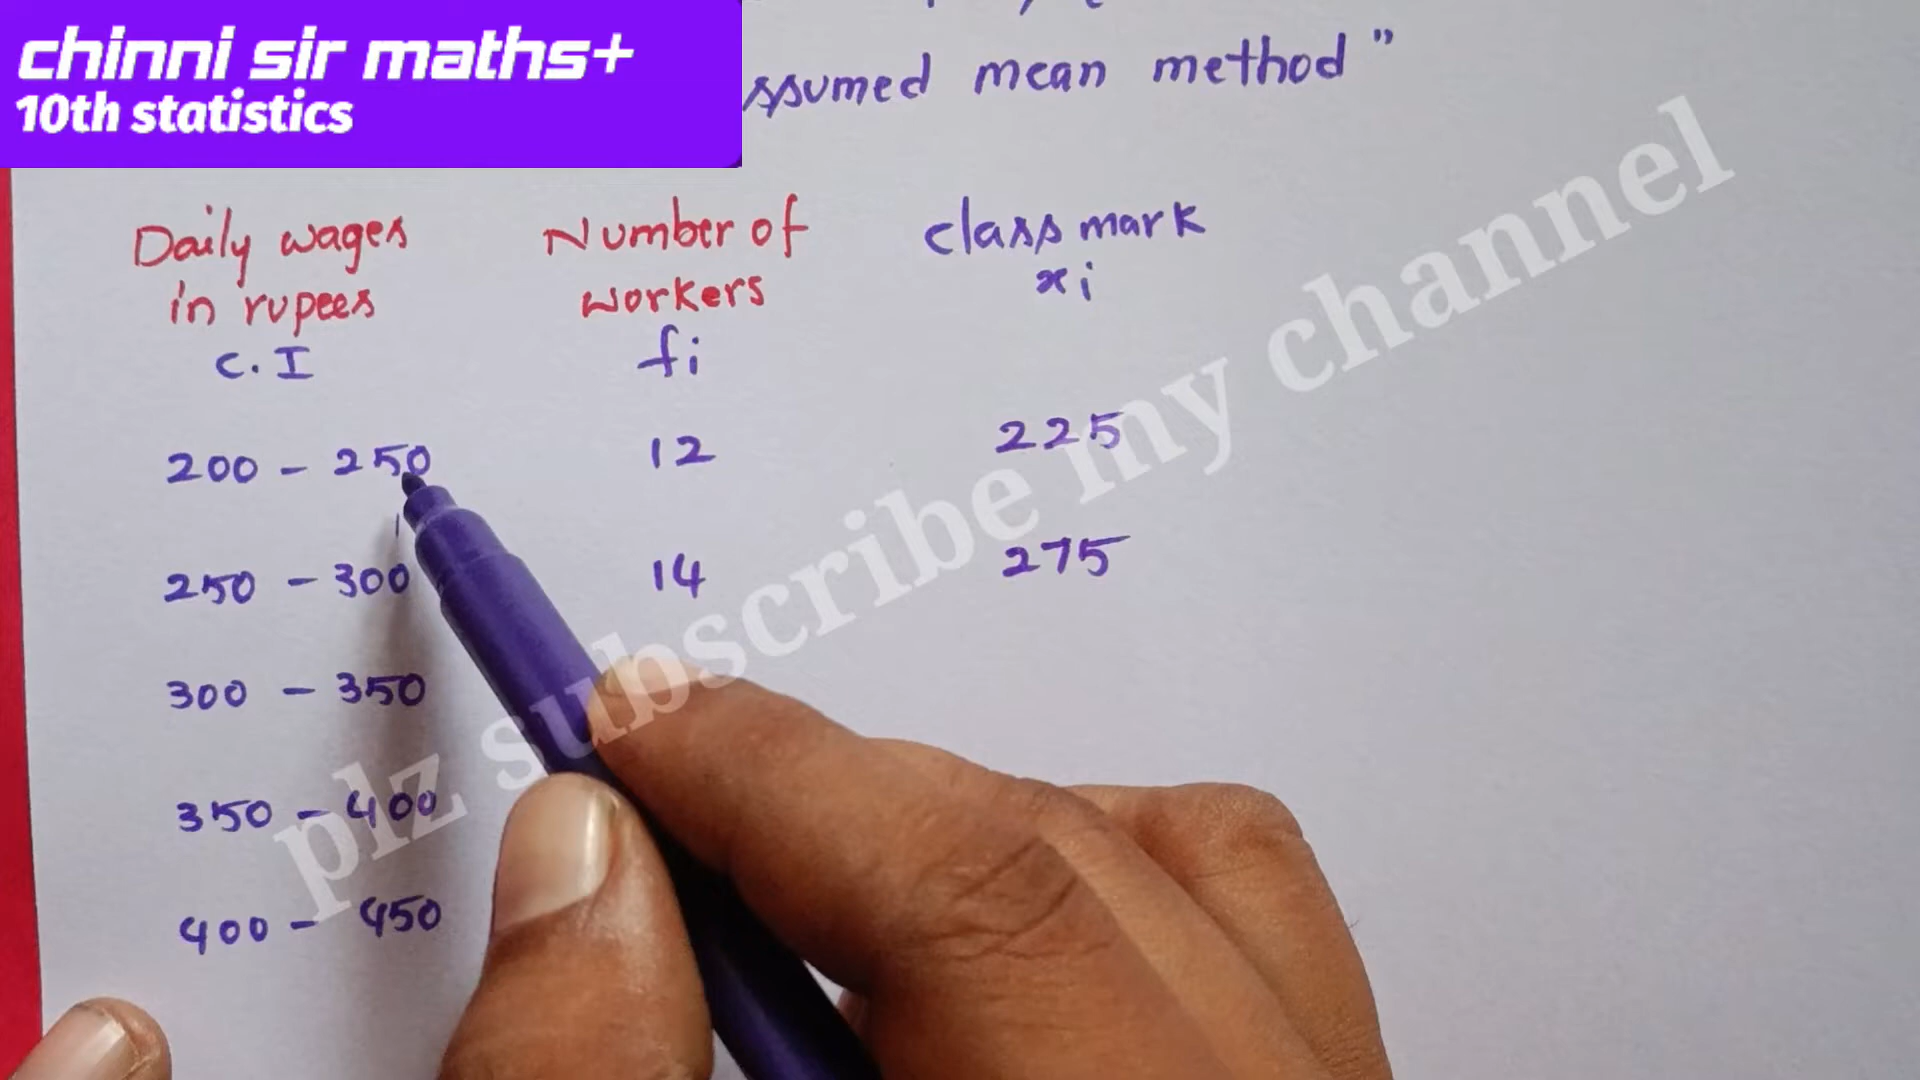 chinni sir maths+
10th statistics
ssumed mean method"
Daily wages Number of class mark
in rupees workers xi
C.I fi
200 - 250 12 225
250 - 300 14 275
300 - 350
350 - 400
400 - 450
plz subscribe my channel